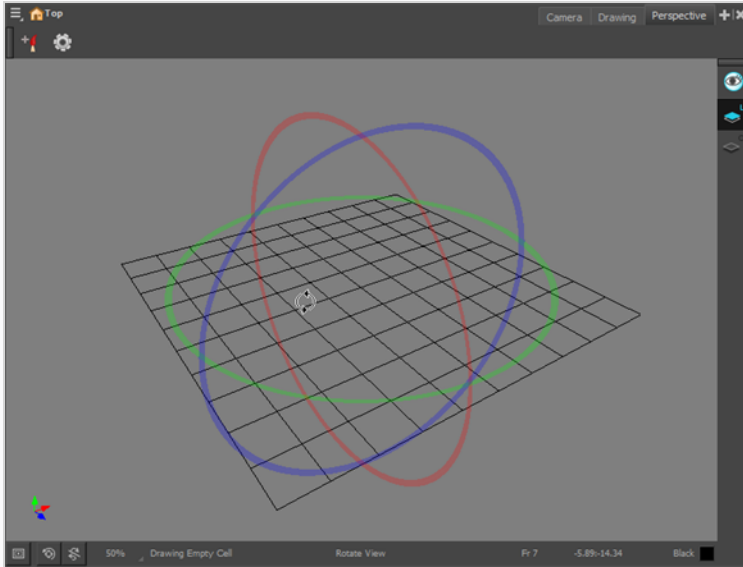 Top
Camera Drawing Perspective
50% Drawing Empty Cell Rotate View Fr 7 -5.89:-14.34 Black